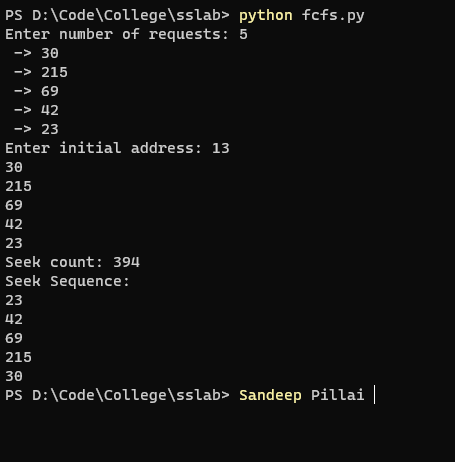 PS D:\Code\College\sslab> python fcfs.py
Enter number of requests: 5
-> 30
-> 215
-> 69
-> 42
-> 23
Enter initial address: 13
30
215
69
42
23
Seek count: 394
Seek Sequence:
23
42
69
215
30
PS D:\Code\College\sslab> Sandeep Pillai